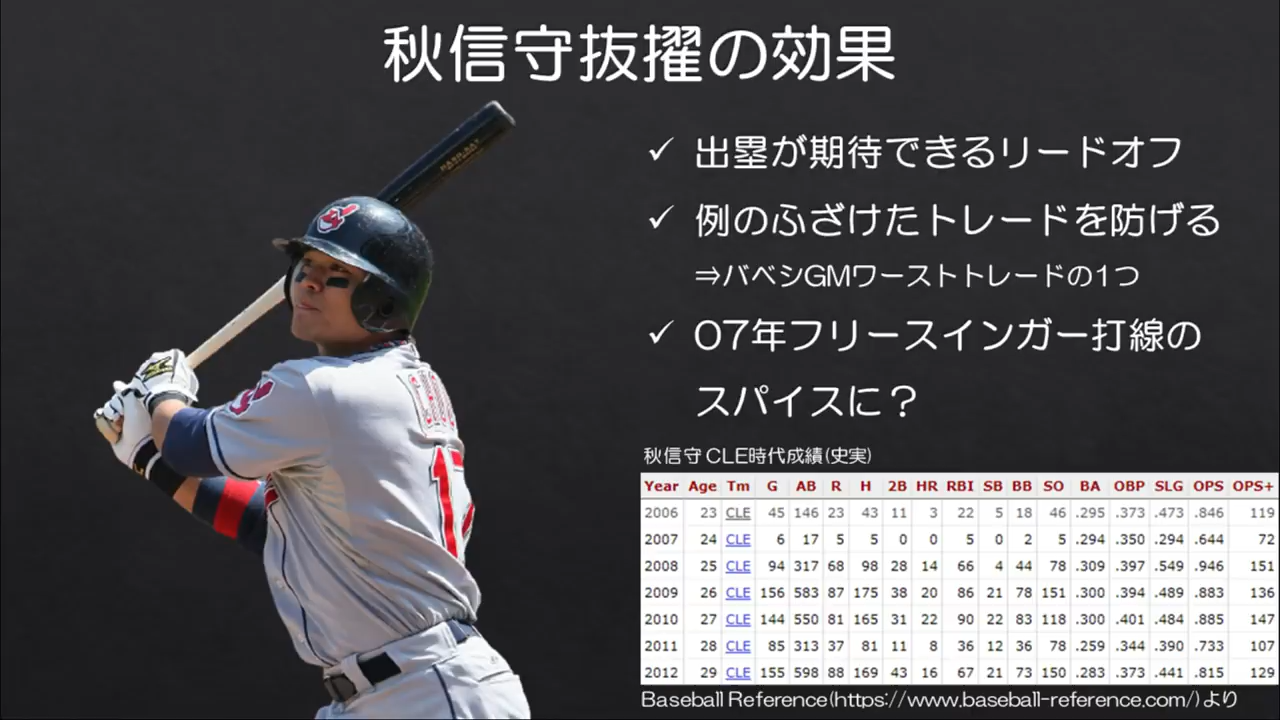 秋信守抜擢の効果
✓ 出塁が期待できるリードオフ
✓ 例のふざけたトレードを防げる
⇒バベシGMワーストトレードの1つ
✓ 07年フリースインガー打線の
スパイスに？
秋信守CLE時代成績(史実)
Year Age Tm G AB R H 2B HR RBI SB BB SO BA OBP SLG OPS OPS+
2006 23 CLE 45 146 23 43 11 3 22 5 18 46 .295 .373 .473 .846 119
2007 24 CLE 6 17 5 5 0 0 5 0 2 5 .294 .350 .294 .644 72
2008 25 CLE 94 317 68 98 28 14 66 4 44 78 .309 .397 .549 .946 151
2009 26 CLE 156 583 87 175 38 20 86 21 78 151 .300 .394 .489 .883 136
2010 27 CLE 144 550 81 165 31 22 90 22 83 118 .300 .401 .484 .885 147
2011 28 CLE 85 313 37 81 11 8 36 12 36 78 .259 .344 .390 .733 107
2012 29 CLE 155 598 88 169 43 16 67 21 73 150 .283 .373 .441 .815 129
Baseball Reference(https://www.baseball-reference.com/)より